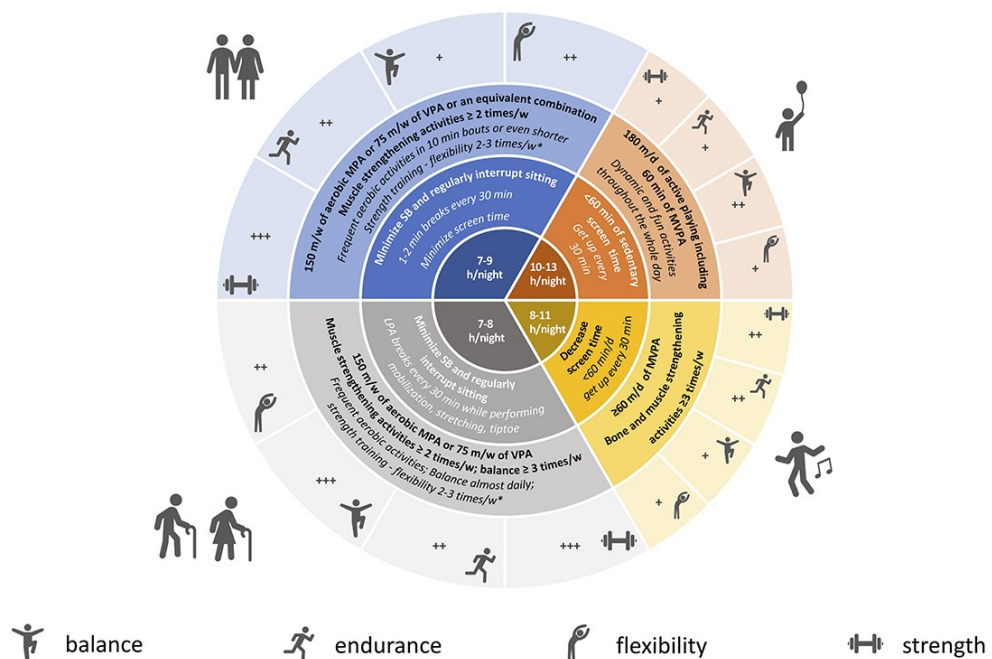 +
++
++
+++
150 m/w of aerobic MPA or 75 m/w of VPA or an equivalent combination
Muscle strengthening activities ≥ 2 times/w
Frequent aerobic activities in 10 min bouts or even shorter
Strength training - flexibility 2-3 times/w*
Minimize SB and regularly interrupt sitting
1-2 min breaks every 30 min
Minimize screen time
7-9
h/night
+
+
++
+
180 m/d of active playing including
60 min of MVPA
Dynamic and fun activities
throughout the whole day
<60 min of sedentary
screen time
Get up every
30 min
10-13
h/night
7-8
h/night
Minimize SB and regularly
interrupt sitting
LPA breaks every 30 min while performing
mobilization, stretching, tiptoe
150 m/w of aerobic MPA or 75 m/w of VPA
Muscle strengthening activities ≥ 2 times/w; balance ≥ 3 times/w
Frequent aerobic activities; Balance almost daily;
strength training - flexibility 2-3 times/w*
++
+++
++
+++
8-11
h/night
Decrease
screen time
<60 min/d
get up every 30 min
≥60 m/d of MVPA
Bone and muscle strengthening
activities ≥3 times/w
++
++
+
+
balance
endurance
flexibility
strength